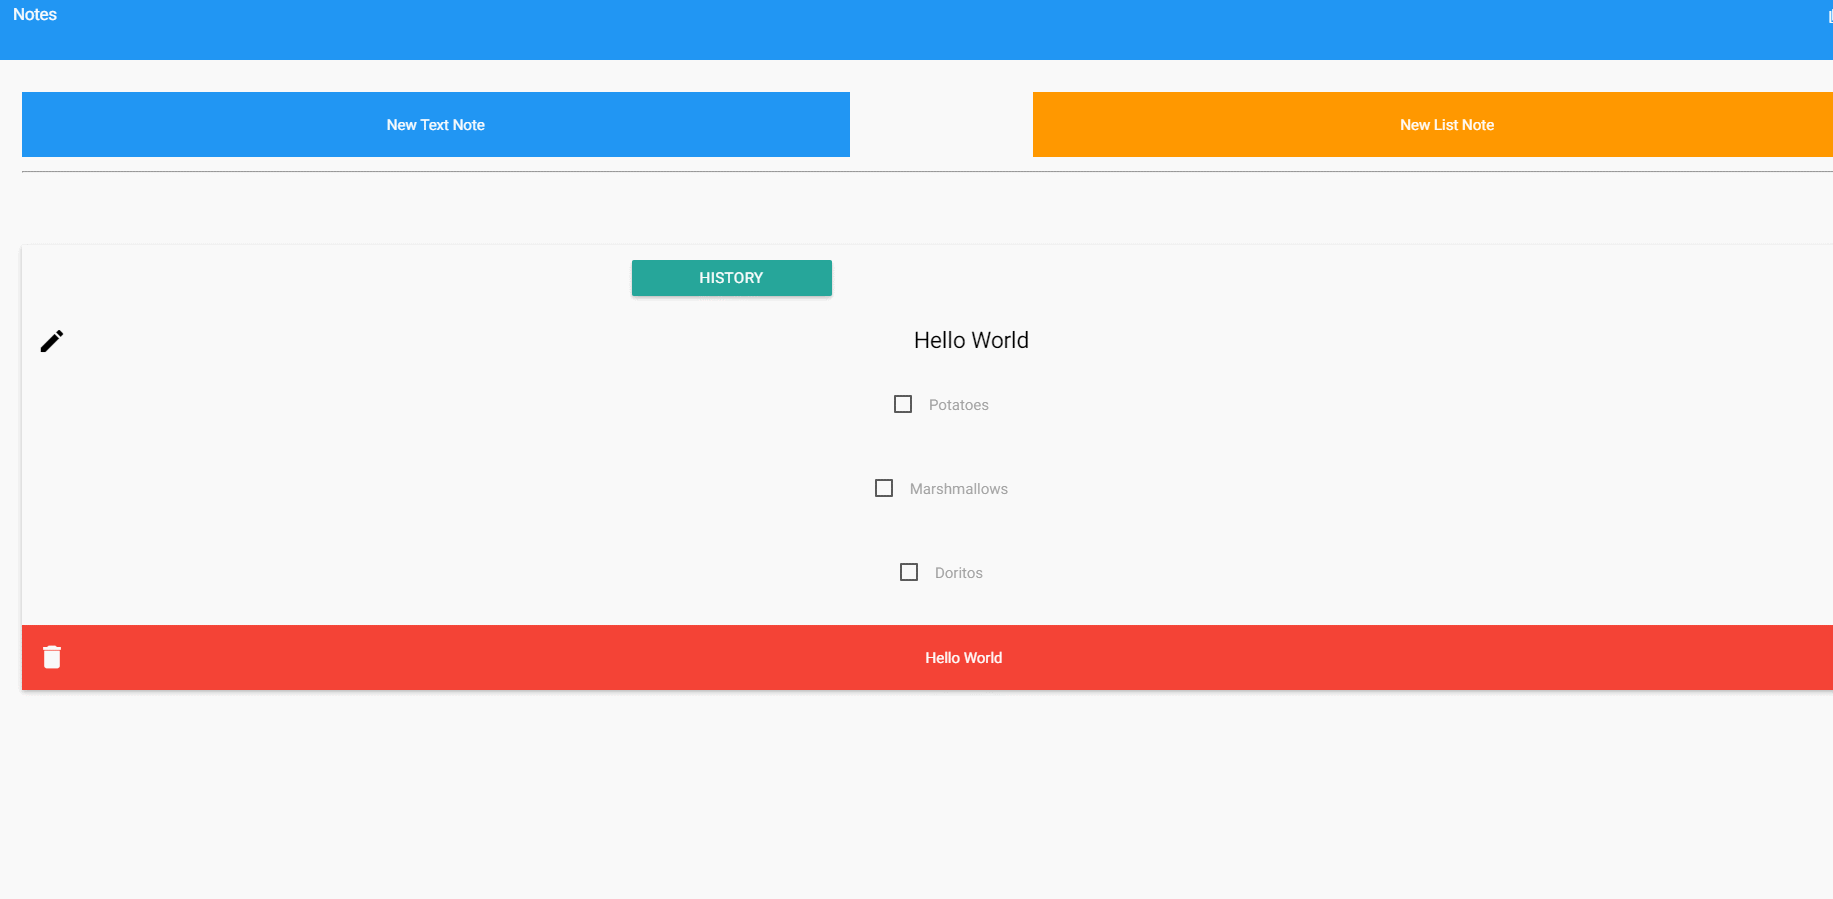 Notes
New Text Note
New List Note
HISTORY
Hello World
Potatoes
Marshmallows
Doritos
Hello World